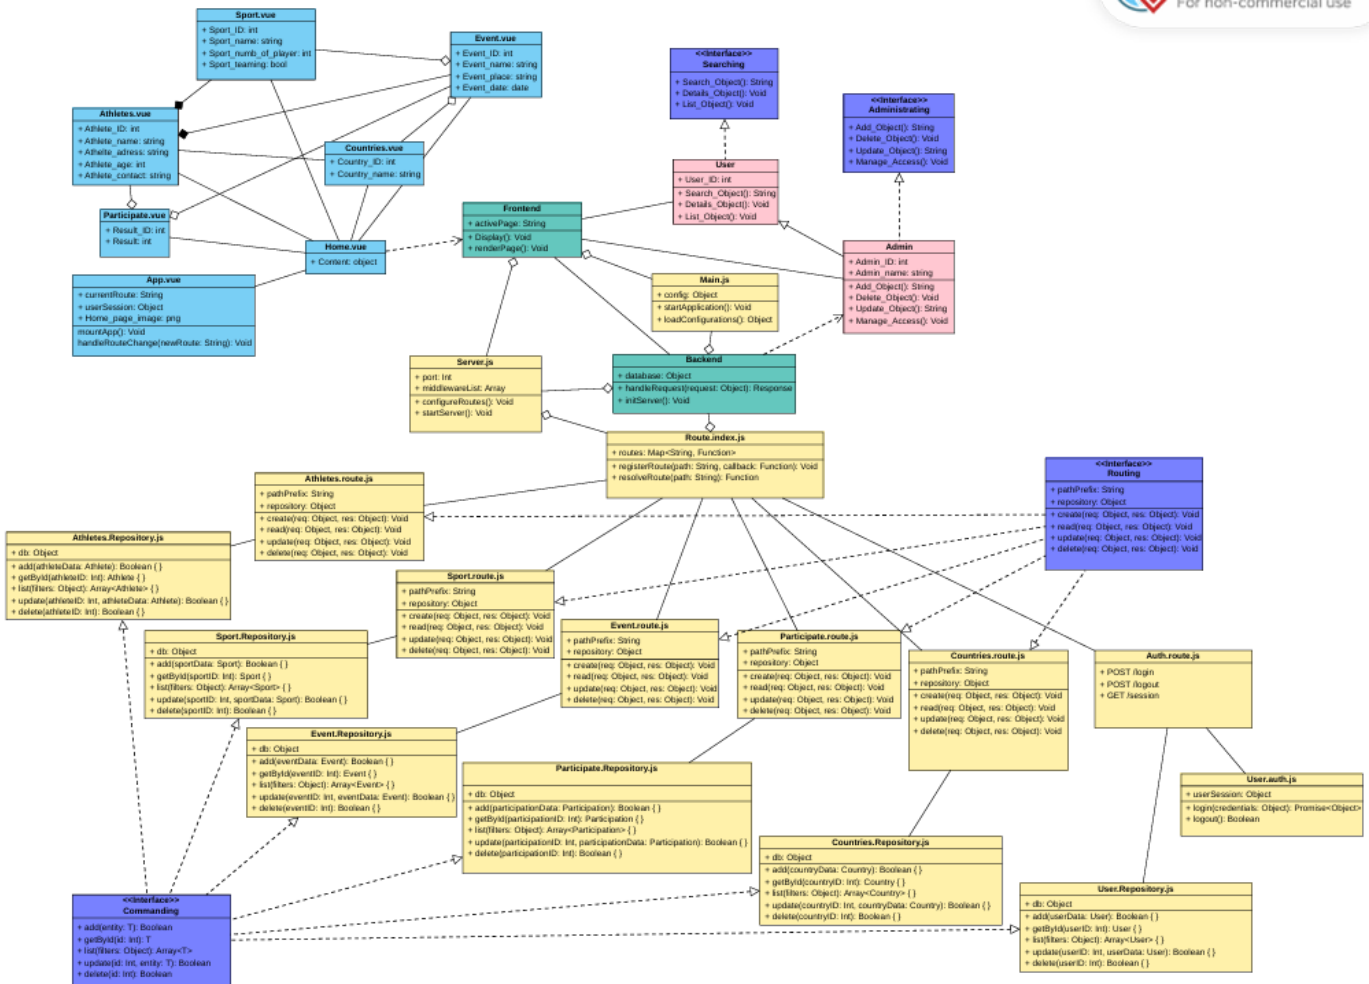 For non-commercial use
Sport.vue
+ Sport_ID: int
+ Sport_name: string
+ Sport_numb_of_player: int
+ Sport_teaming: bool
Event.vue
+ Event_ID: int
+ Event_name: string
+ Event_place: string
+ Event_date: date
<<Interface>>
Searching
+ Search_Object(): String
+ Details_Object(): Void
+ List_Object(): Void
<<Interface>>
Administrating
+ Add_Object(): String
+ Delete_Object(): Void
+ Update_Object(): String
+ Manage_Access(): Void
Athletes.vue
+ Athlete_ID: int
+ Athlete_name: string
+ Athelte_adress: string
+ Athlete_age: int
+ Athlete_contact: string
Countries.vue
+ Country_ID: int
+ Country_name: string
User
+ User_ID: int
+ Search_Object(): String
+ Details_Object(): Void
+ List_Object(): Void
Participate.vue
+ Result_ID: int
+ Result: int
Frontend
+ activePage: String
+ Display(): Void
+ renderPage(): Void
Home.vue
+ Content: object
Admin
+ Admin_ID: int
+ Admin_name: string
+ Add_Object(): String
+ Delete_Object(): Void
+ Update_Object(): String
+ Manage_Access(): Void
App.vue
+ currentRoute: String
+ userSession: Object
+ Home_page_image: png
mountApp(): Void
handleRouteChange(newRoute: String): Void
Main.js
+ config: Object
+ startApplication(): Void
+ loadConfigurations(): Object
Server.js
+ port: Int
+ middlewareList: Array
+ configureRoutes(): Void
+ startServer(): Void
Backend
+ database: Object
+ handleRequest(request: Object): Response
+ initServer(): Void
Route.index.js
+ routes: Map<String, Function>
+ registerRoute(path: String, callback: Function): Void
+ resolveRoute(path: String): Function
<<Interface>>
Routing
+ pathPrefix: String
+ repository: Object
+ create(req: Object, res: Object): Void
+ read(req: Object, res: Object): Void
+ update(req: Object, res: Object): Void
+ delete(req: Object, res: Object): Void
Athletes.route.js
+ pathPrefix: String
+ repository: Object
+ create(req: Object, res: Object): Void
+ read(req: Object, res: Object): Void
+ update(req: Object, res: Object): Void
+ delete(req: Object, res: Object): Void
Athletes.Repository.js
+ db: Object
+ add(athleteData: Athlete): Boolean { }
+ getById(athleteID: Int): Athlete { }
+ list(filters: Object): Array<Athlete> { }
+ update(athleteID: Int, athleteData: Athlete): Boolean { }
+ delete(athleteID: Int): Boolean { }
Sport.route.js
+ pathPrefix: String
+ repository: Object
+ create(req: Object, res: Object): Void
+ read(req: Object, res: Object): Void
+ update(req: Object, res: Object): Void
+ delete(req: Object, res: Object): Void
Sport.Repository.js
+ db: Object
+ add(sportData: Sport): Boolean { }
+ getById(sportID: Int): Sport { }
+ list(filters: Object): Array<Sport> { }
+ update(sportID: Int, sportData: Sport): Boolean { }
+ delete(sportID: Int): Boolean { }
Event.route.js
+ pathPrefix: String
+ repository: Object
+ create(req: Object, res: Object): Void
+ read(req: Object, res: Object): Void
+ update(req: Object, res: Object): Void
+ delete(req: Object, res: Object): Void
Participate.route.js
+ pathPrefix: String
+ repository: Object
+ create(req: Object, res: Object): Void
+ read(req: Object, res: Object): Void
+ update(req: Object, res: Object): Void
+ delete(req: Object, res: Object): Void
Countries.route.js
+ pathPrefix: String
+ repository: Object
+ create(req: Object, res: Object): Void
+ read(req: Object, res: Object): Void
+ update(req: Object, res: Object): Void
+ delete(req: Object, res: Object): Void
Auth.route.js
+ POST /login
+ POST /logout
+ GET /session
Event.Repository.js
+ db: Object
+ add(eventData: Event): Boolean { }
+ getById(eventID: Int): Event { }
+ list(filters: Object): Array<Event> { }
+ update(eventID: Int, eventData: Event): Boolean { }
+ delete(eventID: Int): Boolean { }
Participate.Repository.js
+ db: Object
+ add(participationData: Participation): Boolean { }
+ getById(participationID: Int): Participation { }
+ list(filters: Object): Array<Participation> { }
+ update(participationID: Int, participationData: Participation): Boolean { }
+ delete(participationID: Int): Boolean { }
User.auth.js
+ userSession: Object
+ login(credentials: Object): Promise<Object>
+ logout(): Boolean
Countries.Repository.js
+ db: Object
+ add(countryData: Country): Boolean { }
+ getById(countryID: Int): Country { }
+ list(filters: Object): Array<Country> { }
+ update(countryID: Int, countryData: Country): Boolean { }
+ delete(countryID: Int): Boolean { }
User.Repository.js
+ db: Object
+ add(userData: User): Boolean { }
+ getById(userID: Int): User { }
+ list(filters: Object): Array<User> { }
+ update(userID: Int, userData: User): Boolean { }
+ delete(userID: Int): Boolean { }
<<Interface>>
Commanding
+ add(entity: T): Boolean
+ getById(id: Int): T
+ list(filters: Object): Array<T>
+ update(id: Int, entity: T): Boolean
+ delete(id: Int): Boolean